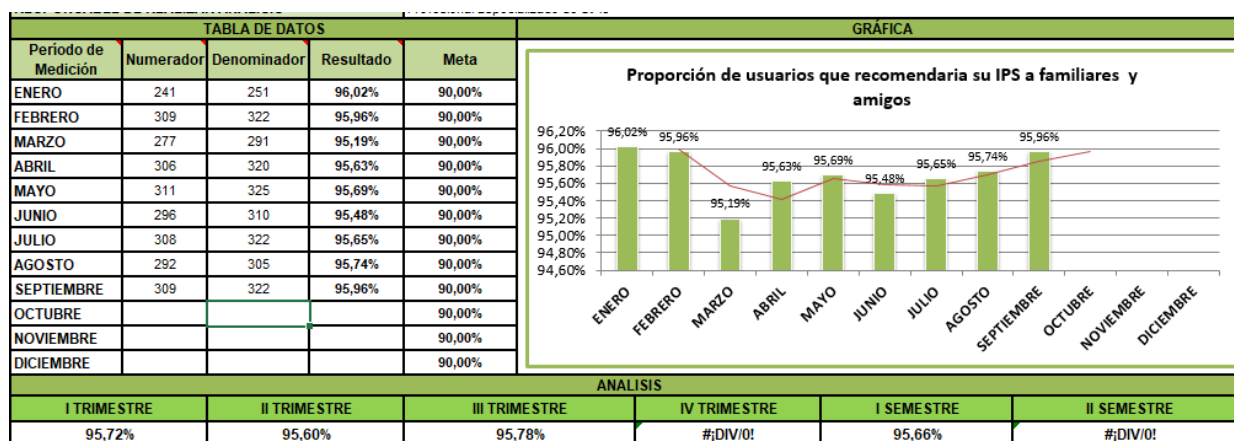 TABLA DE DATOS
GRÁFICA
Período de Medición Numerador Denominador Resultado Meta
ENERO 241 251 96,02% 90,00%
FEBRERO 309 322 95,96% 90,00%
MARZO 277 291 95,19% 90,00%
ABRIL 306 320 95,63% 90,00%
MAYO 311 325 95,69% 90,00%
JUNIO 296 310 95,48% 90,00%
JULIO 308 322 95,65% 90,00%
AGOSTO 292 305 95,74% 90,00%
SEPTIEMBRE 309 322 95,96% 90,00%
OCTUBRE 90,00%
NOVIEMBRE 90,00%
DICIEMBRE 90,00%
Proporción de usuarios que recomendaria su IPS a familiares y
amigos
96,20%
96,00%
95,80%
95,60%
95,40%
95,20%
95,00%
94,80%
94,60%
96,02% 95,96% 95,19% 95,63% 95,69% 95,48% 95,65% 95,74% 95,96%
ENERO FEBRERO MARZO ABRIL MAYO JUNIO JULIO AGOSTO SEPTIEMBRE OCTUBRE NOVIEMBRE DICIEMBRE
ANALISIS
I TRIMESTRE II TRIMESTRE III TRIMESTRE IV TRIMESTRE I SEMESTRE II SEMESTRE
95,72% 95,60% 95,78% #¡DIV/0! 95,66% #¡DIV/0!